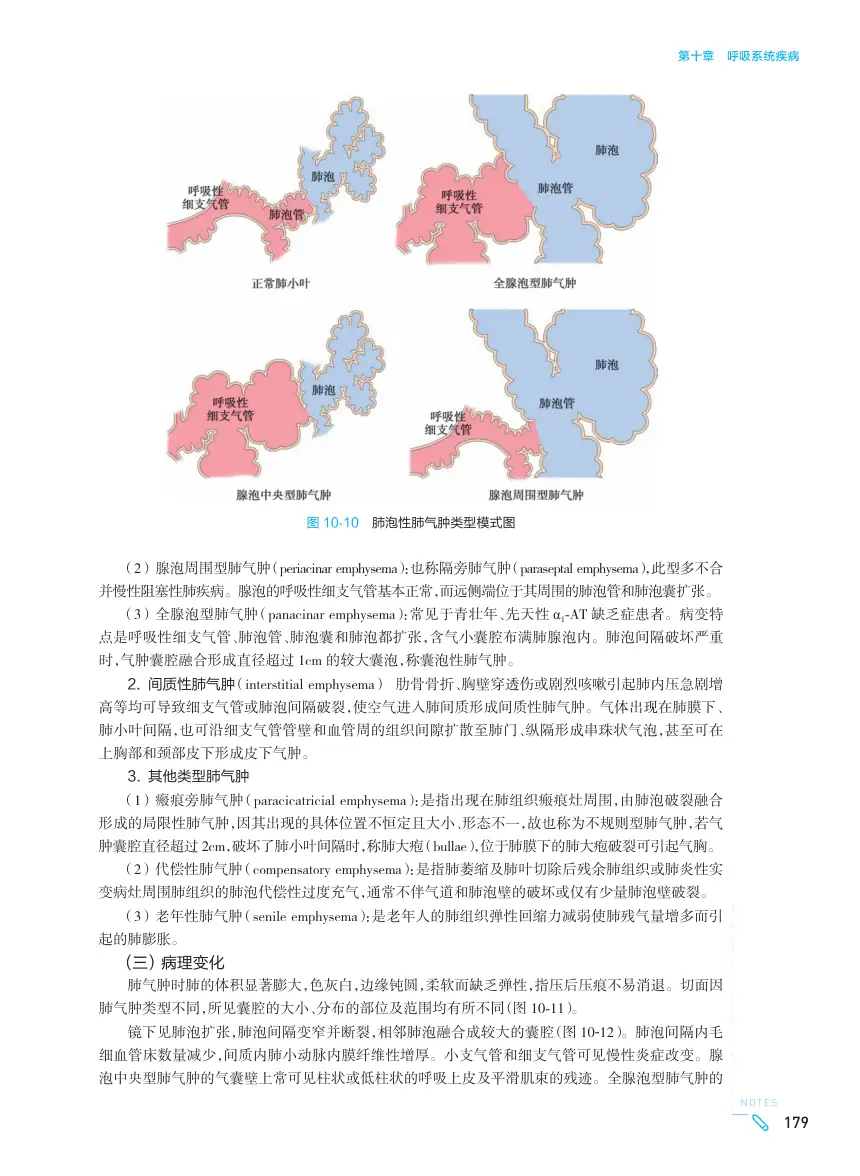 第十章　呼吸系统疾病
肺泡
呼吸性
细支气管
肺泡管
正常肺小叶
肺泡
肺泡管
呼吸性
细支气管
全腺泡型肺气肿
肺泡
呼吸性
细支气管
腺泡中央型肺气肿
肺泡
肺泡管
呼吸性
细支气管
腺泡周围型肺气肿
图 10-10　肺泡性肺气肿类型模式图
（2）腺泡周围型肺气肿（periacinar emphysema）：也称隔旁肺气肿（paraseptal emphysema），此型多不合
并慢性阻塞性肺疾病。腺泡的呼吸性细支气管基本正常，而远侧端位于其周围的肺泡管和肺泡囊扩张。
（3）全腺泡型肺气肿（panacinar emphysema）：常见于青壮年、先天性 α₁-AT 缺乏症患者。病变特
点是呼吸性细支气管、肺泡管、肺泡囊和肺泡都扩张，含气小囊腔布满肺腺泡内。肺泡间隔破坏严重
时，气肿囊腔融合形成直径超过 1cm 的较大囊泡，称囊泡性肺气肿。
2. 间质性肺气肿（interstitial emphysema）　肋骨骨折、胸壁穿透伤或剧烈咳嗽引起肺内压急剧增
高等均可导致细支气管或肺泡间隔破裂，使空气进入肺间质形成间质性肺气肿。气体出现在肺膜下、
肺小叶间隔，也可沿细支气管管壁和血管周的组织间隙扩散至肺门、纵隔形成串珠状气泡，甚至可在
上胸部和颈部皮下形成皮下气肿。
3. 其他类型肺气肿
（1）瘢痕旁肺气肿（paracicatricial emphysema）：是指出现在肺组织瘢痕灶周围，由肺泡破裂融合
形成的局限性肺气肿，因其出现的具体位置不恒定且大小、形态不一，故也称为不规则型肺气肿，若气
肿囊腔直径超过 2cm，破坏了肺小叶间隔时，称肺大疱（bullae），位于肺膜下的肺大疱破裂可引起气胸。
（2）代偿性肺气肿（compensatory emphysema）：是指肺萎缩及肺叶切除后残余肺组织或肺炎性实
变病灶周围肺组织的肺泡代偿性过度充气，通常不伴气道和肺泡壁的破坏或仅有少量肺泡壁破裂。
（3）老年性肺气肿（senile emphysema）：是老年人的肺组织弹性回缩力减弱使肺残气量增多而引
起的肺膨胀。
（三）病理变化
肺气肿时肺的体积显著膨大，色灰白，边缘钝圆，柔软而缺乏弹性，指压后压痕不易消退。切面因
肺气肿类型不同，所见囊腔的大小、分布的部位及范围均有所不同（图 10-11）。
镜下见肺泡扩张，肺泡间隔变窄并断裂，相邻肺泡融合成较大的囊腔（图 10-12）。肺泡间隔内毛
细血管床数量减少，间质内肺小动脉内膜纤维性增厚。小支气管和细支气管可见慢性炎症改变。腺
泡中央型肺气肿的气囊壁上常可见柱状或低柱状的呼吸上皮及平滑肌束的残迹。全腺泡型肺气肿的
NOTES
179